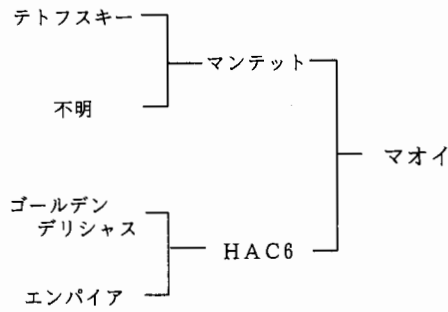 テトフスキー
マンテット
不明
マオイ
ゴールデン
デリシャス
HAC6
エンパイア